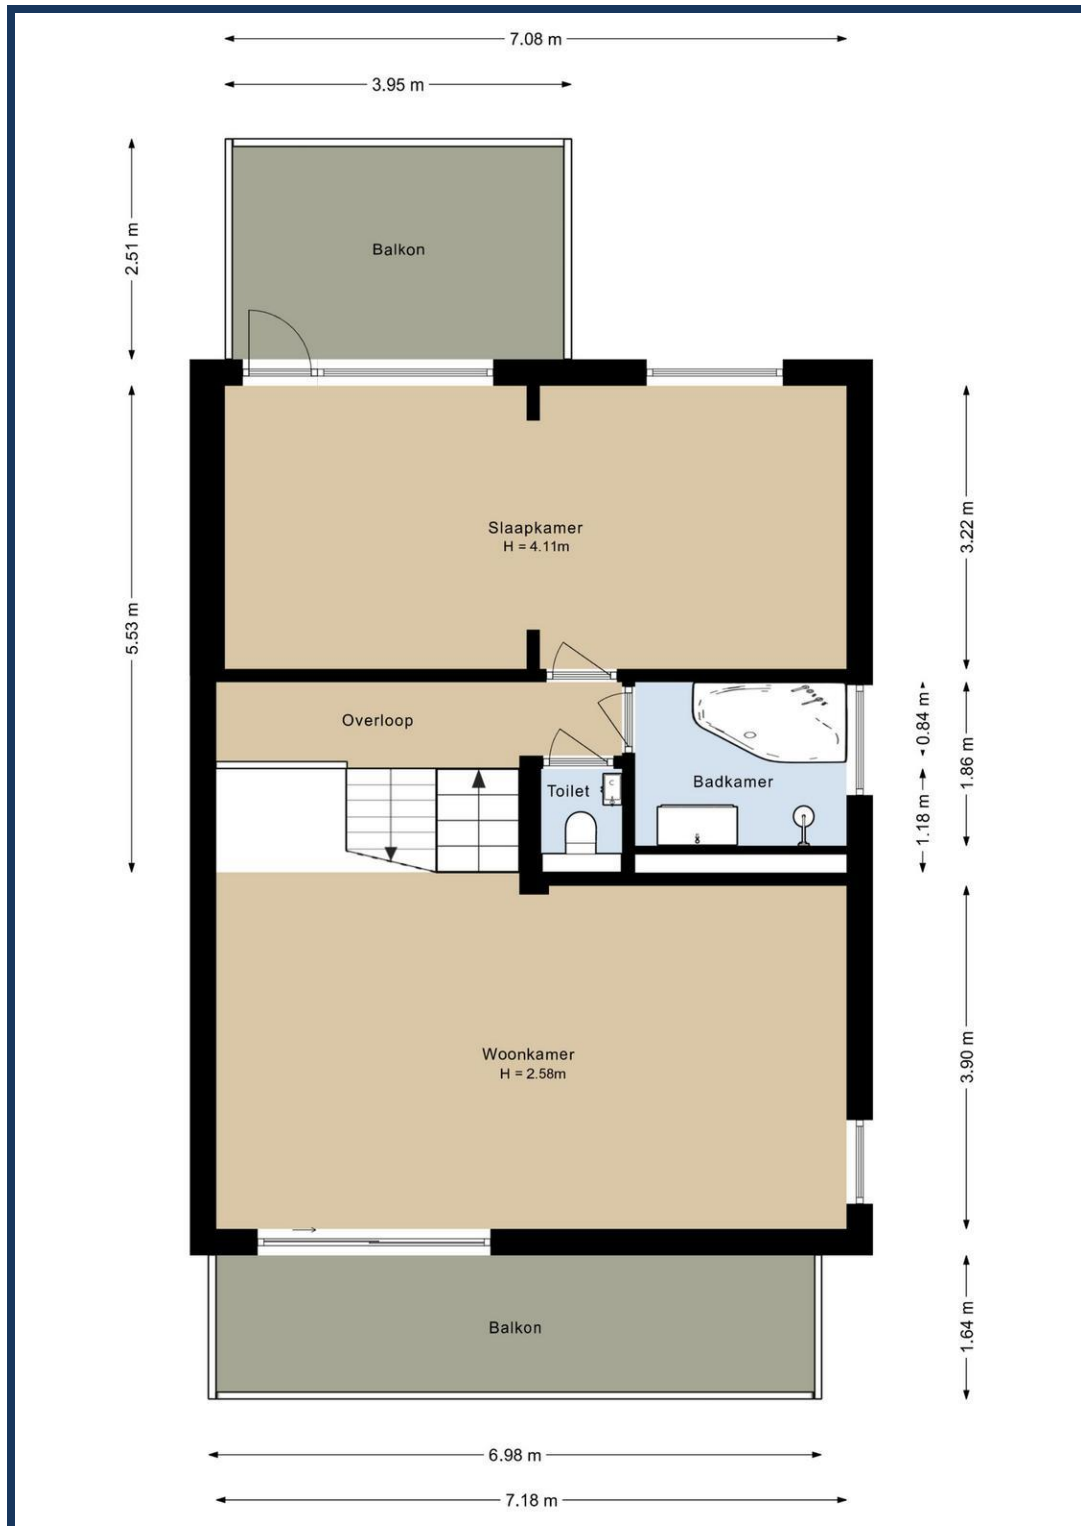 7.08 m
3.95 m
2.51 m
Balkon
Slaapkamer
H = 4.11m
3.22 m
5.53 m
Overloop
Toilet
Badkamer
0.84 m
1.86 m
1.18 m
Woonkamer
H = 2.58m
3.90 m
Balkon
1.64 m
6.98 m
7.18 m